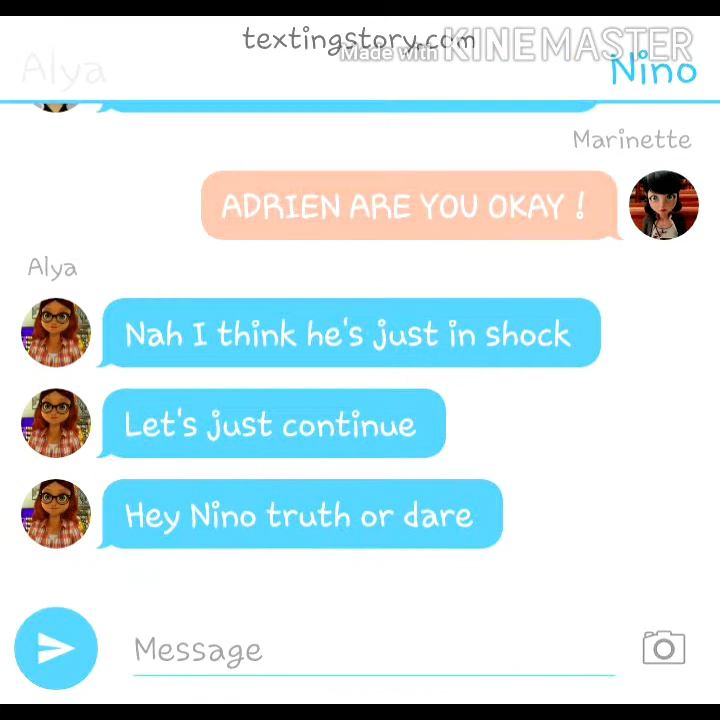 textingstory.com
Made with KINEMASTER
Alya
Nino
Marinette
ADRIEN ARE YOU OKAY !
Alya
Nah I think he's just in shock
Let's just continue
Hey Nino truth or dare
Message